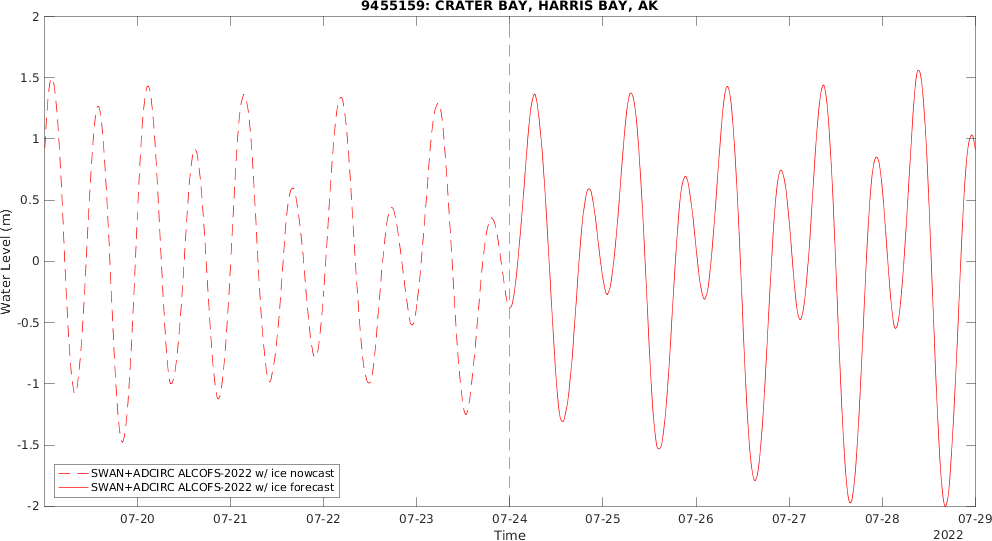 9455159: CRATER BAY, HARRIS BAY, AK
2
1.5
1
0.5
0
-0.5
-1
-1.5
-2
Water Level (m)
SWAN+ADCIRC ALCOFS-2022 w/ ice nowcast
SWAN+ADCIRC ALCOFS-2022 w/ ice forecast
07-20 07-21 07-22 07-23 07-24 07-25 07-26 07-27 07-28 07-29
Time
2022